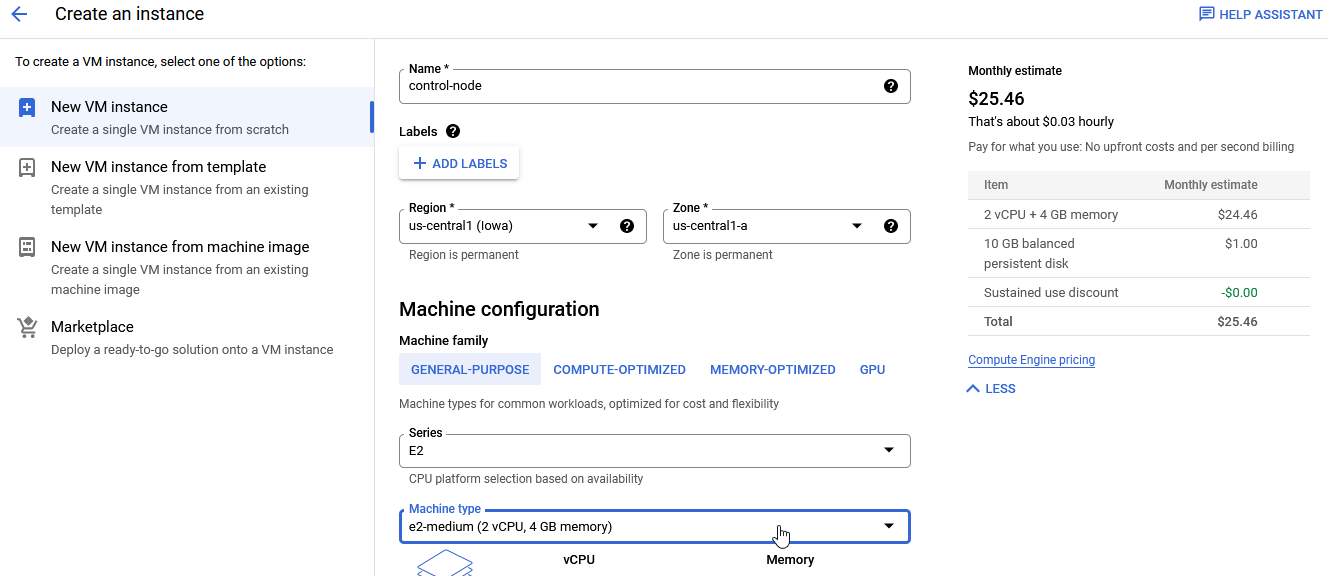 Create an instance
HELP ASSISTANT
To create a VM instance, select one of the options:
New VM instance
Create a single VM instance from scratch
New VM instance from template
Create a single VM instance from an existing
template
New VM instance from machine image
Create a single VM instance from an existing
machine image
Marketplace
Deploy a ready-to-go solution onto a VM instance
Name *
control-node
Labels
ADD LABELS
Region *
us-central1 (Iowa)
Region is permanent
Zone *
us-central1-a
Zone is permanent
Machine configuration
Machine family
GENERAL-PURPOSE COMPUTE-OPTIMIZED MEMORY-OPTIMIZED GPU
Machine types for common workloads, optimized for cost and flexibility
Series
E2
CPU platform selection based on availability
Machine type
e2-medium (2 vCPU, 4 GB memory)
vCPU Memory
Monthly estimate
$25.46
That's about $0.03 hourly
Pay for what you use: No upfront costs and per second billing
Item Monthly estimate
2 vCPU + 4 GB memory $24.46
10 GB balanced $1.00
persistent disk
Sustained use discount -$0.00
Total $25.46
Compute Engine pricing
LESS